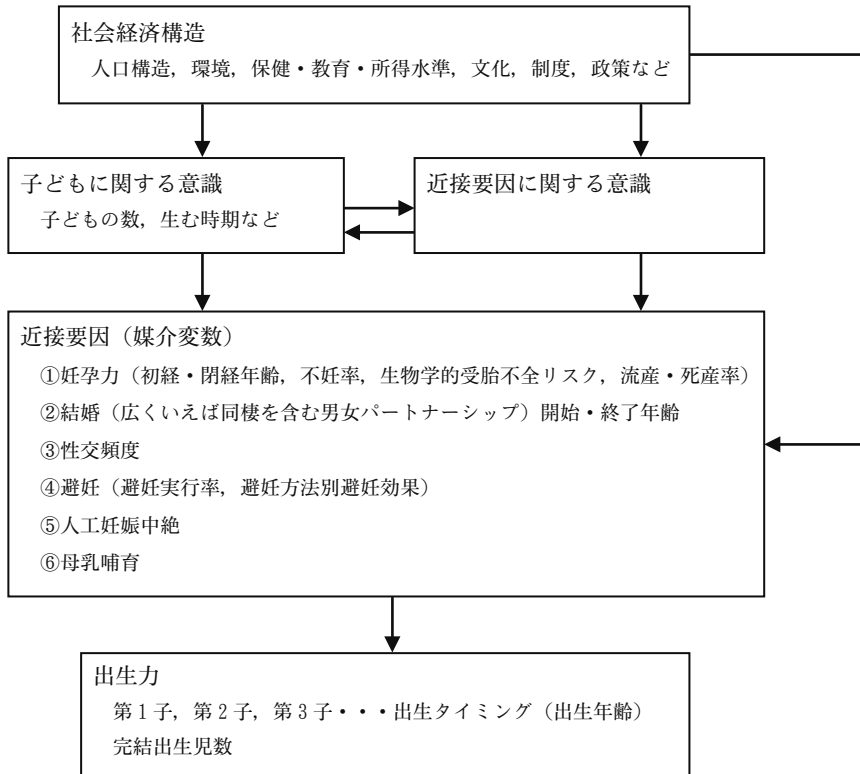 社会経済構造
人口構造，環境，保健・教育・所得水準，文化，制度，政策など
子どもに関する意識
子どもの数，生む時期など
近接要因に関する意識
近接要因（媒介変数）
①妊孕力（初経・閉経年齢，不妊率，生物学的受胎不全リスク，流産・死産率）
②結婚（広くいえば同棲を含む男女パートナーシップ）開始・終了年齢
③性交頻度
④避妊（避妊実行率，避妊方法別避妊効果）
⑤人工妊娠中絶
⑥母乳哺育
出生力
第1子，第2子，第3子・・・出生タイミング（出生年齢）
完結出生児数